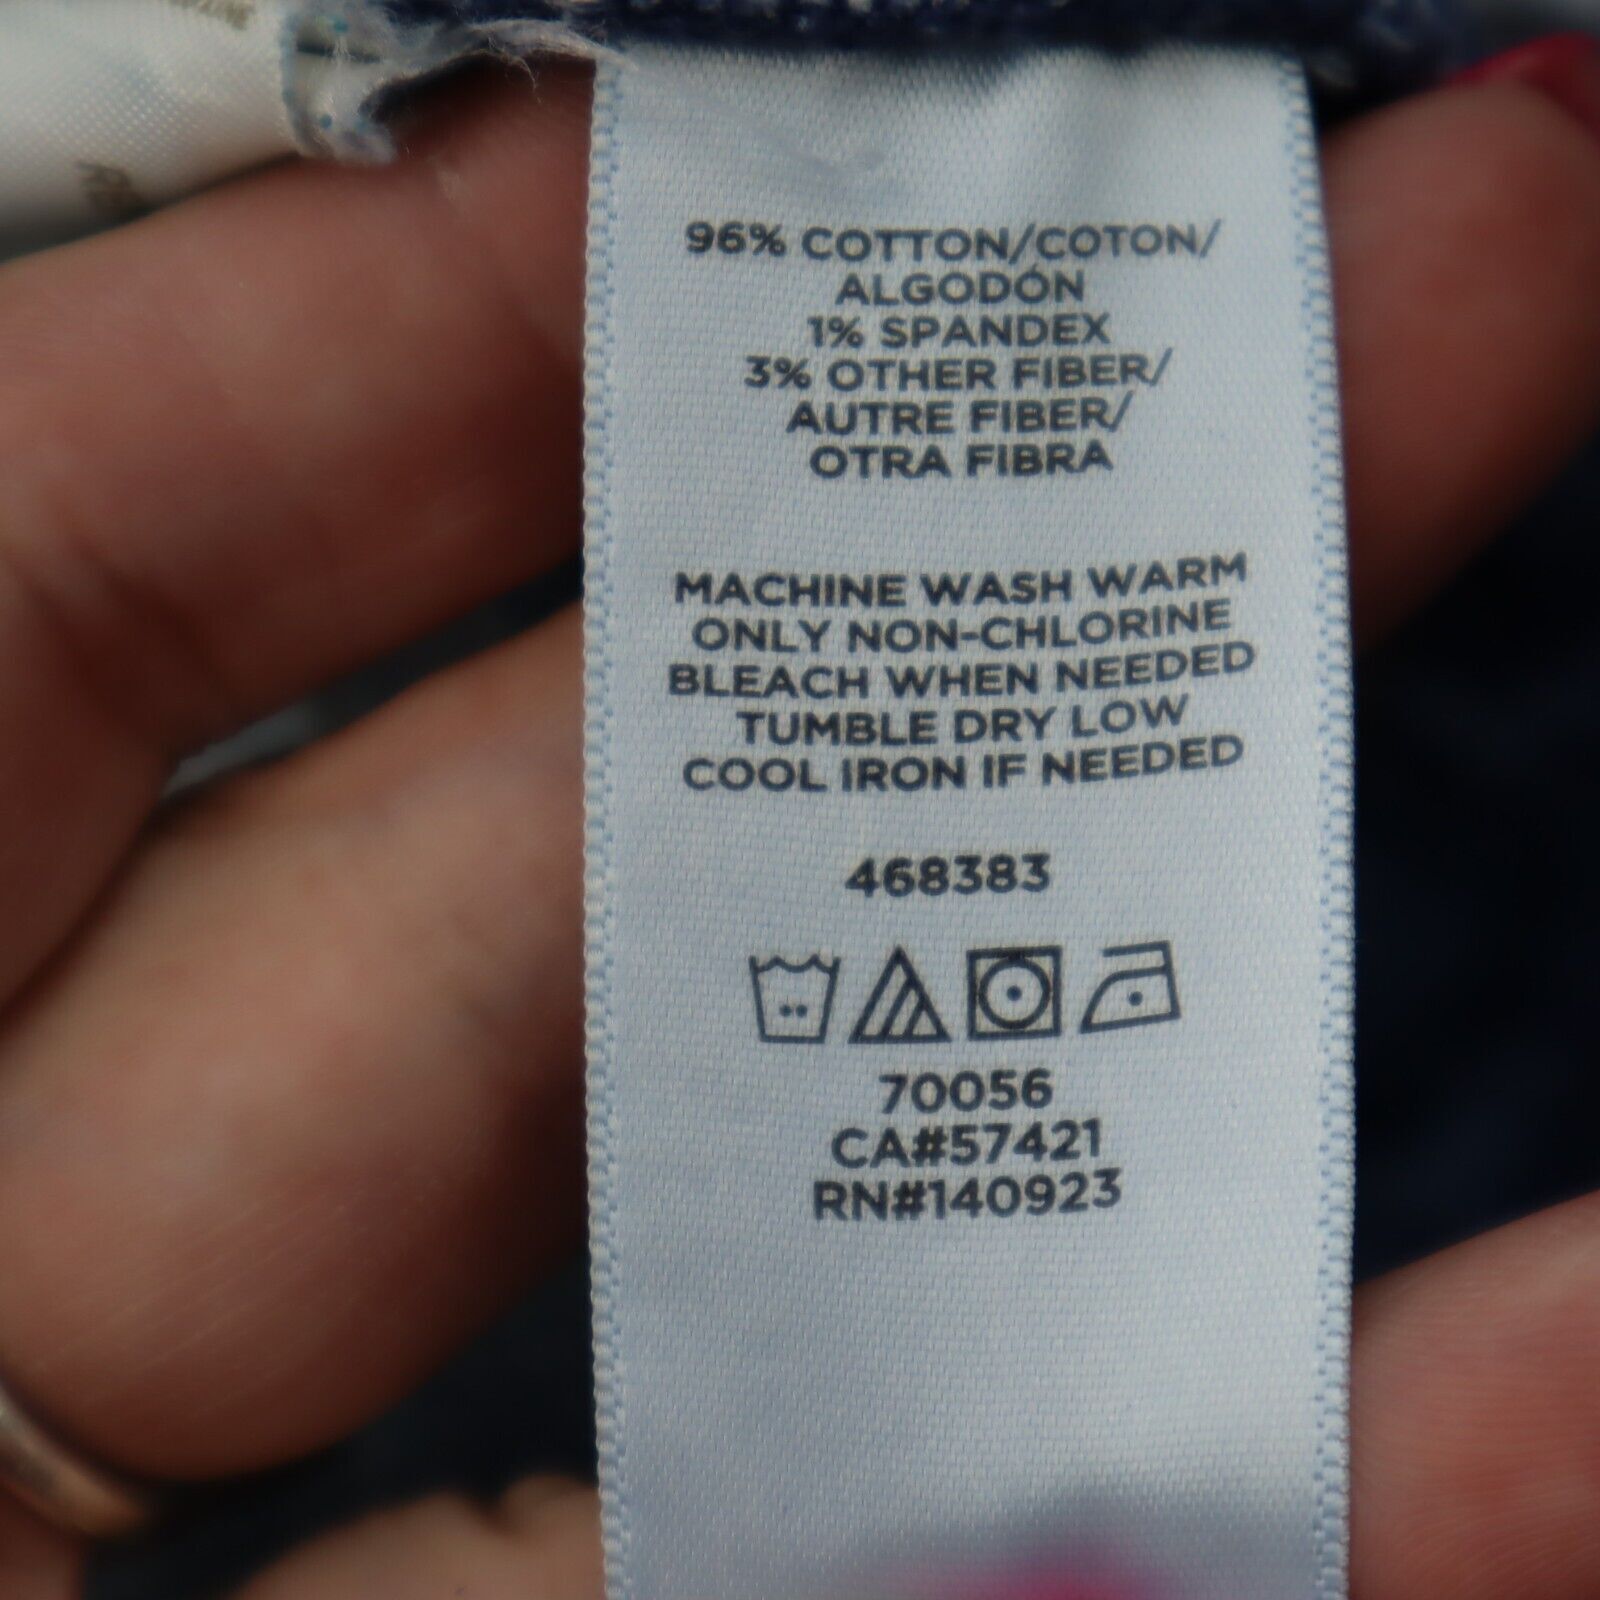 96% COTTON/COTON/
ALGODÓN
1% SPANDEX
3% OTHER FIBER/
AUTRE FIBER/
OTRA FIBRA
MACHINE WASH WARM
ONLY NON-CHLORINE
BLEACH WHEN NEEDED
TUMBLE DRY LOW
COOL IRON IF NEEDED
468383
70056
CA#57421
RN#140923